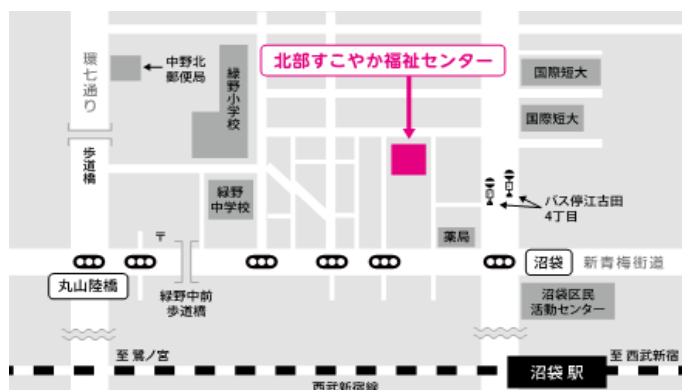 環七通り
中野北
郵便局
緑野小学校
北部すこやか福祉センター
国際短大
国際短大
歩道橋
緑野
中学校
バス停江古田
4丁目
薬局
〒
沼袋
新青梅街道
丸山陸橋
緑野中前
歩道橋
沼袋区民
活動センター
至 鷺ノ宮
至 西武新宿
沼袋 駅
西武新宿線